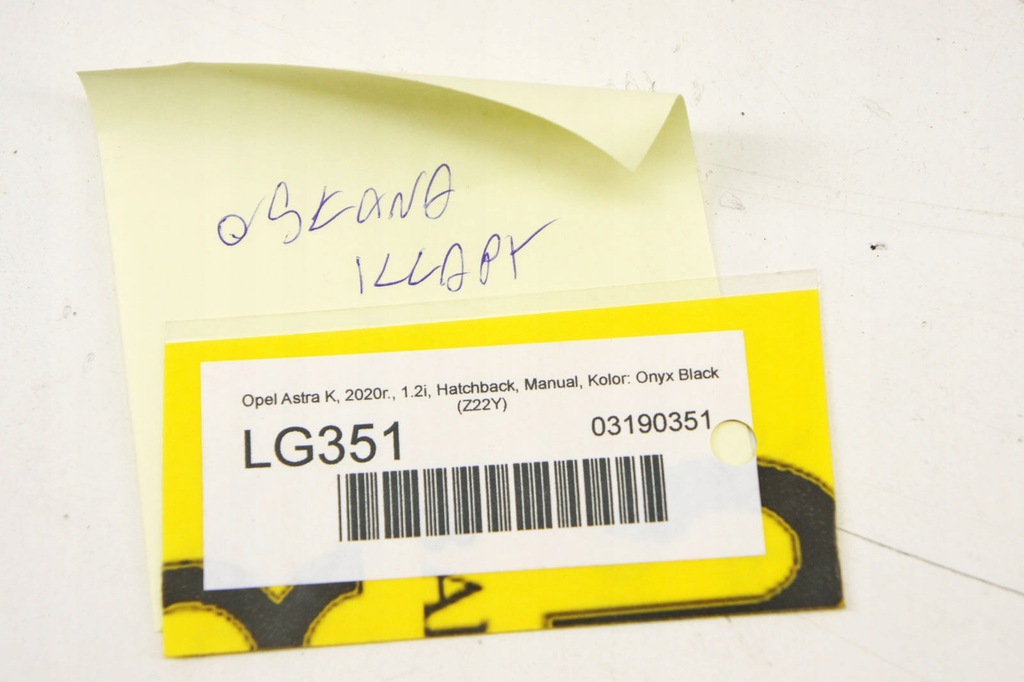 OSŁONA
KLAPY
Opel Astra K, 2020r., 1.2i, Hatchback, Manual, Kolor: Onyx Black
(Z22Y)
LG351
03190351